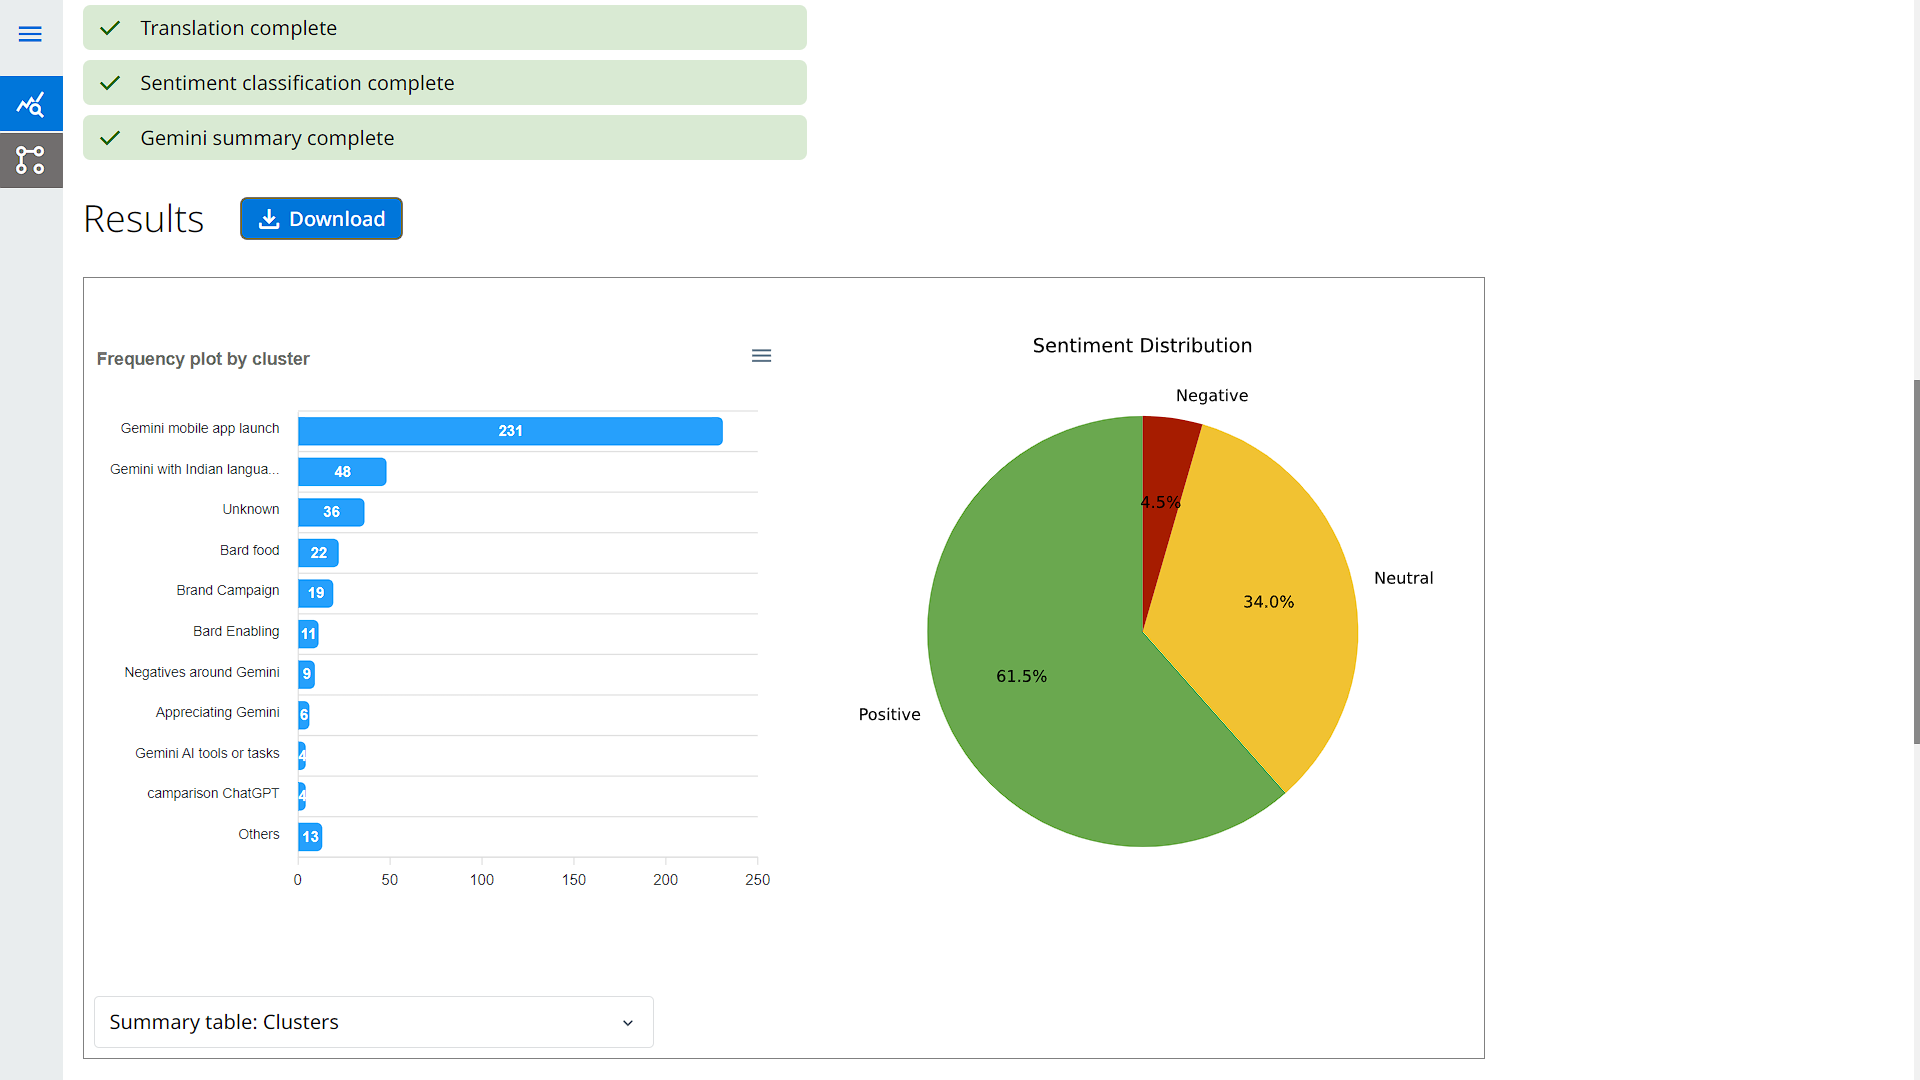 Translation complete
Sentiment classification complete
Gemini summary complete
Results
Download
Frequency plot by cluster
Gemini mobile app launch 231
Gemini with Indian langua... 48
Unknown 36
Bard food 22
Brand Campaign 19
Bard Enabling 11
Negatives around Gemini 9
Appreciating Gemini 6
Gemini AI tools or tasks 4
camparison ChatGPT 4
Others 13
0 50 100 150 200 250
Sentiment Distribution
Negative
4.5%
Neutral
34.0%
61.5%
Positive
Summary table: Clusters